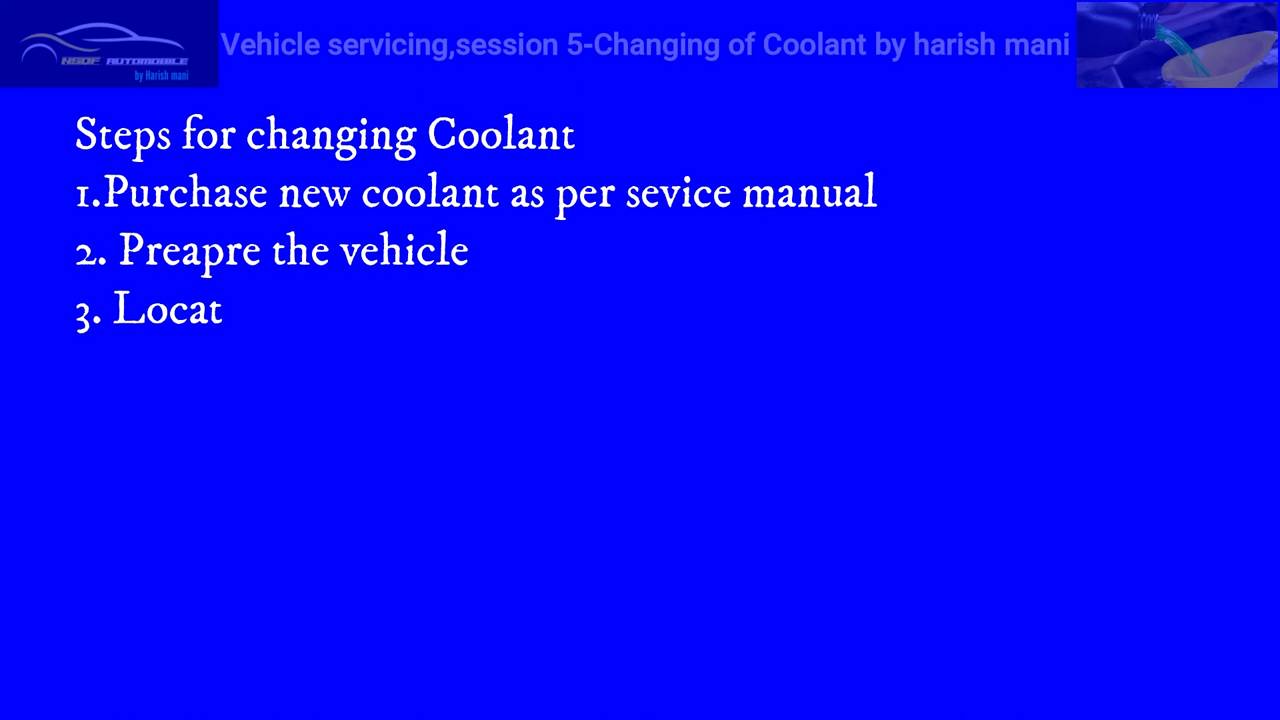 NSQF AUTOMOBILE
by Harish mani
Vehicle servicing,session 5-Changing of Coolant by harish mani
Steps for changing Coolant
1.Purchase new coolant as per sevice manual
2. Preapre the vehicle
3. Locat